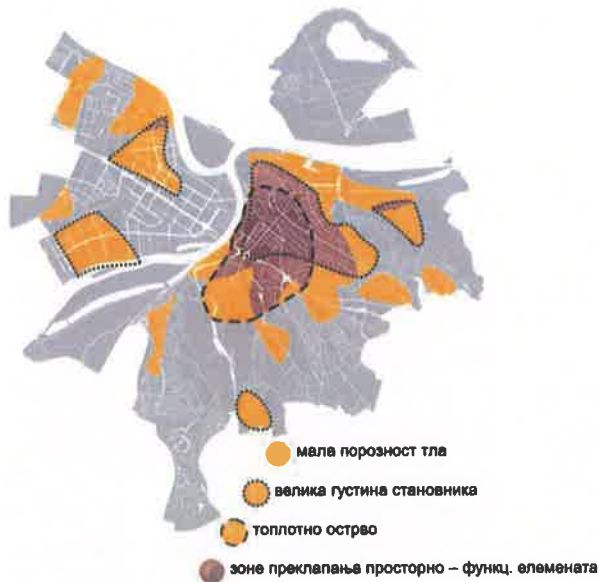 мала порозност тла
велика густина становника
топлотно острво
зоне преклапања просторно – функц. елемената